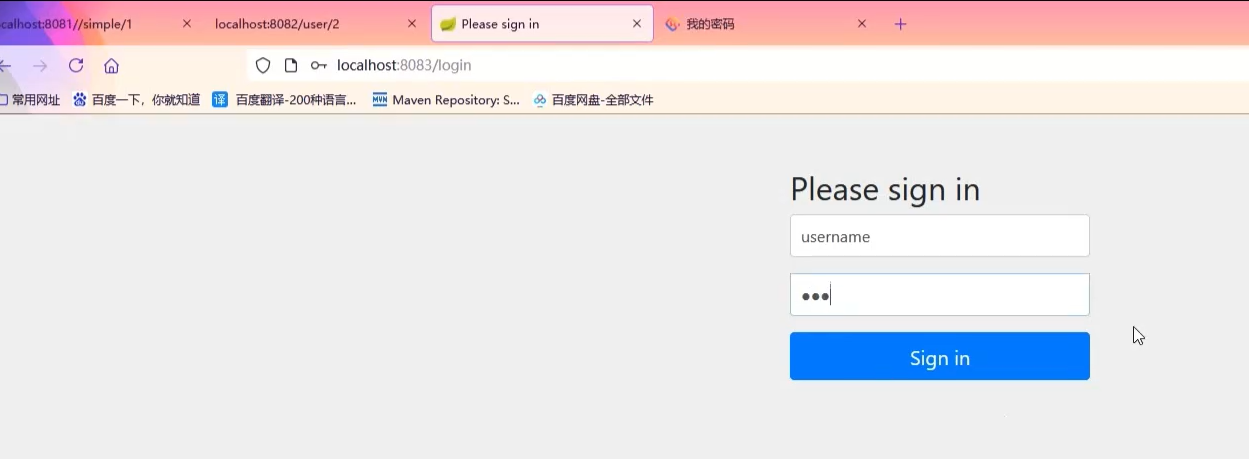 calhost:8081//simple/1
localhost:8082/user/2
Please sign in
我的密码
localhost:8083/login
常用网址
百度一下，你就知道
译
百度翻译-200种语言...
MVN
Maven Repository: S...
百度网盘-全部文件
Please sign in
username
Sign in